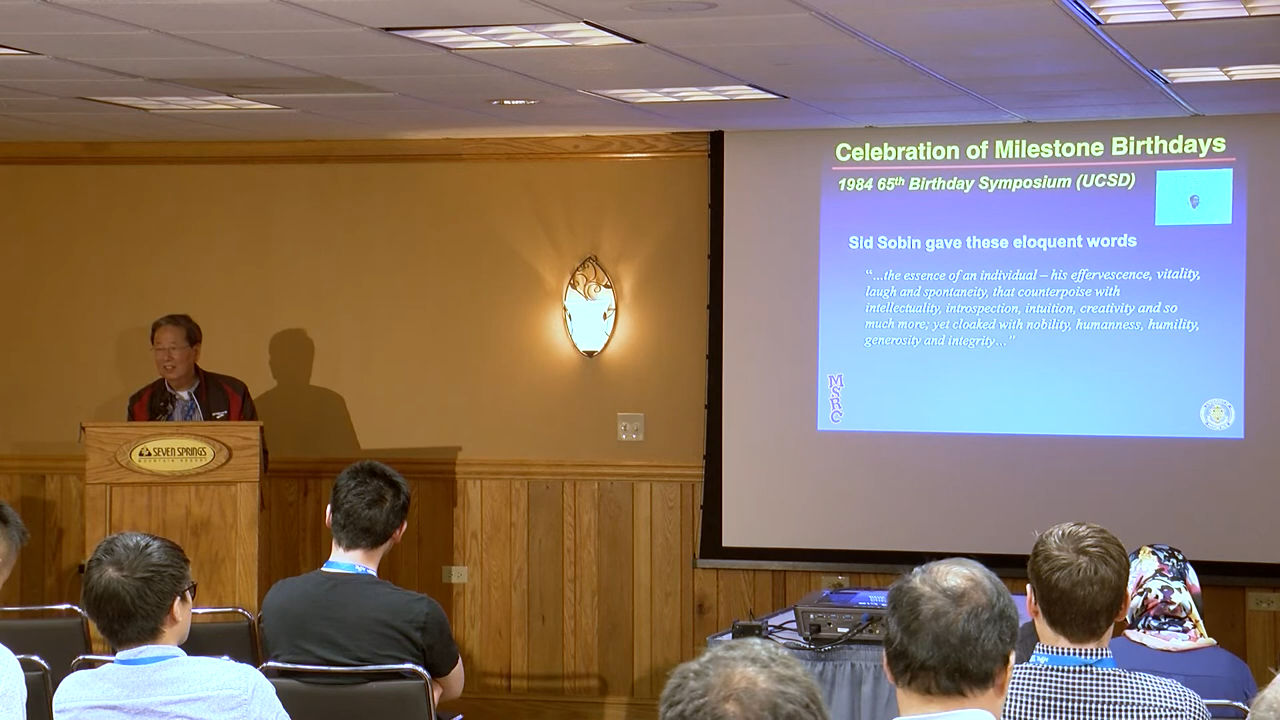 Celebration of Milestone Birthdays
1984 65th Birthday Symposium (UCSD)
Sid Sobin gave these eloquent words
“...the essence of an individual – his effervescence, vitality,
laugh and spontaneity, that counterpoise with
intellectuality, introspection, intuition, creativity and so
much more; yet cloaked with nobility, humanness, humility,
generosity and integrity...”
MSRC
SEVEN SPRINGS
MOUNTAIN RESORT